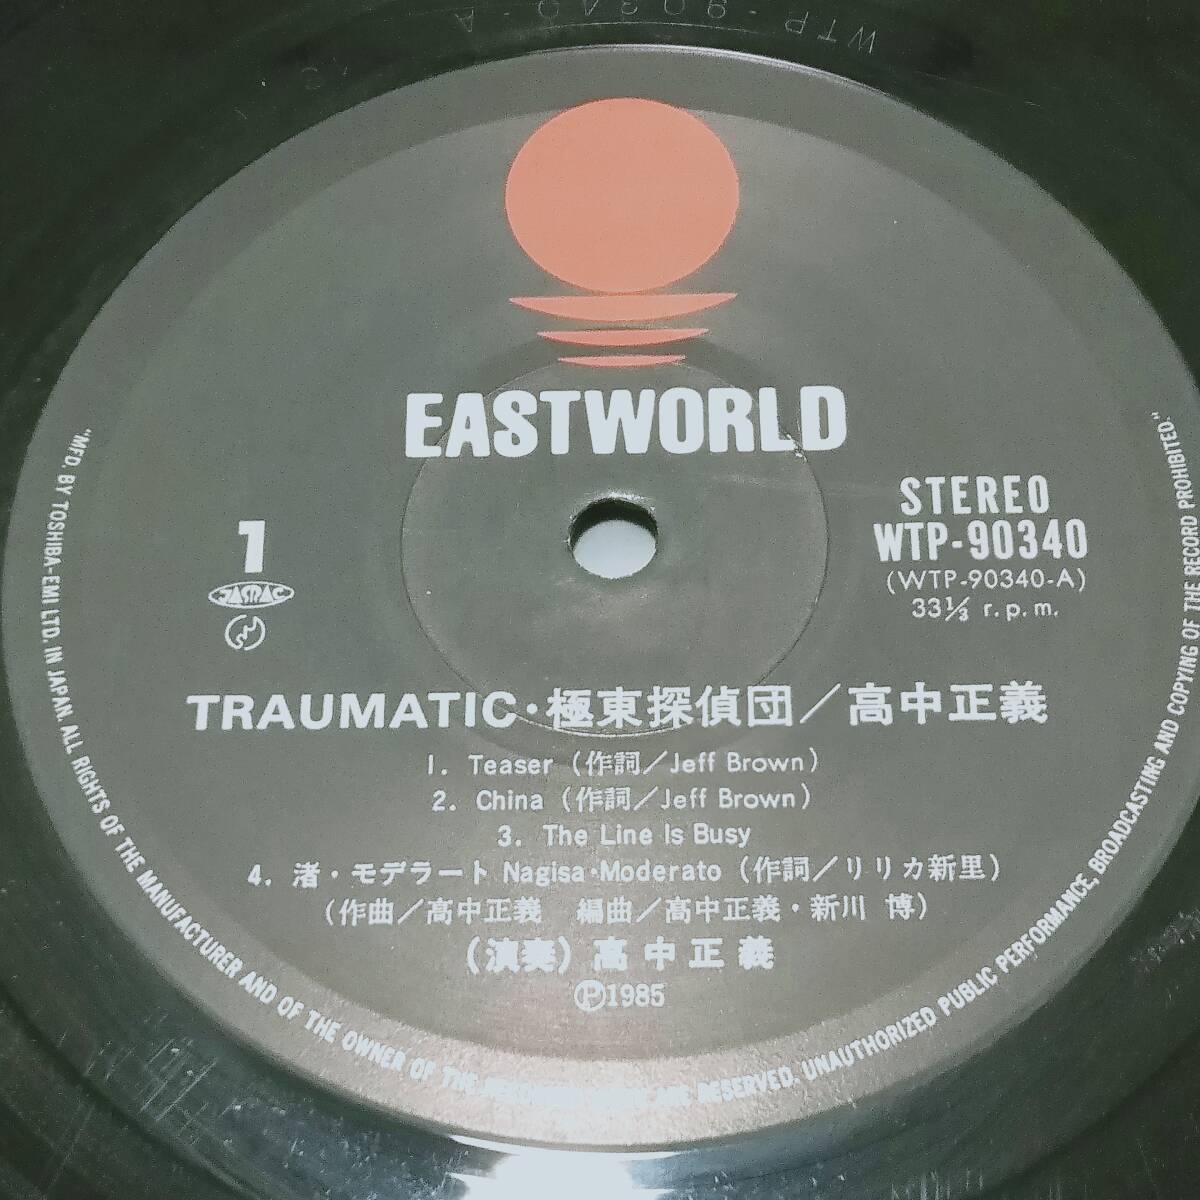 WTP-90340-A
EASTWORLD
STEREO
WTP-90340
(WTP-90340-A)
33⅓ r.p.m.
1
JASRAC
TRAUMATIC・極東探偵団／高中正義
1. Teaser (作詞／Jeff Brown)
2. China (作詞／Jeff Brown)
3. The Line Is Busy
4. 渚・モデラート Nagisa・Moderato (作詞／リリカ新里)
(作曲／高中正義　編曲／高中正義・新川 博)
(演奏) 高中正義
Ⓟ1985
"MFD. BY TOSHIBA-EMI LTD. IN JAPAN. ALL RIGHTS OF THE MANUFACTURER AND OF THE OWNER OF THE ARE RESERVED. UNAUTHORIZED PUBLIC PERFORMANCE, BROADCASTING AND COPYING OF THE RECORD PROHIBITED."